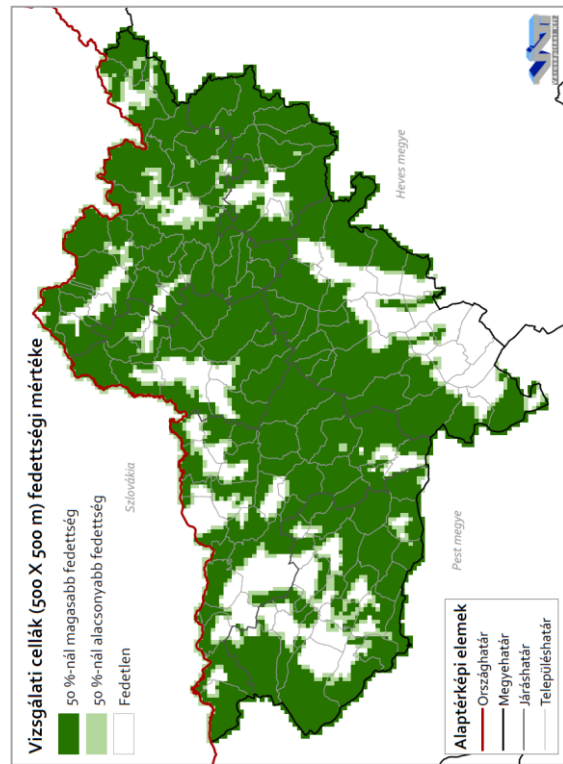 Vizsgálati cellák (500 X 500 m) fedettségi mértéke
50 %-nál magasabb fedettség
50 %-nál alacsonyabb fedettség
Fedetlen
Szlovákia
Heves megye
Pest megye
Alaptérképi elemek
Országhatár
Megyehatár
Járáshatár
Településhatár